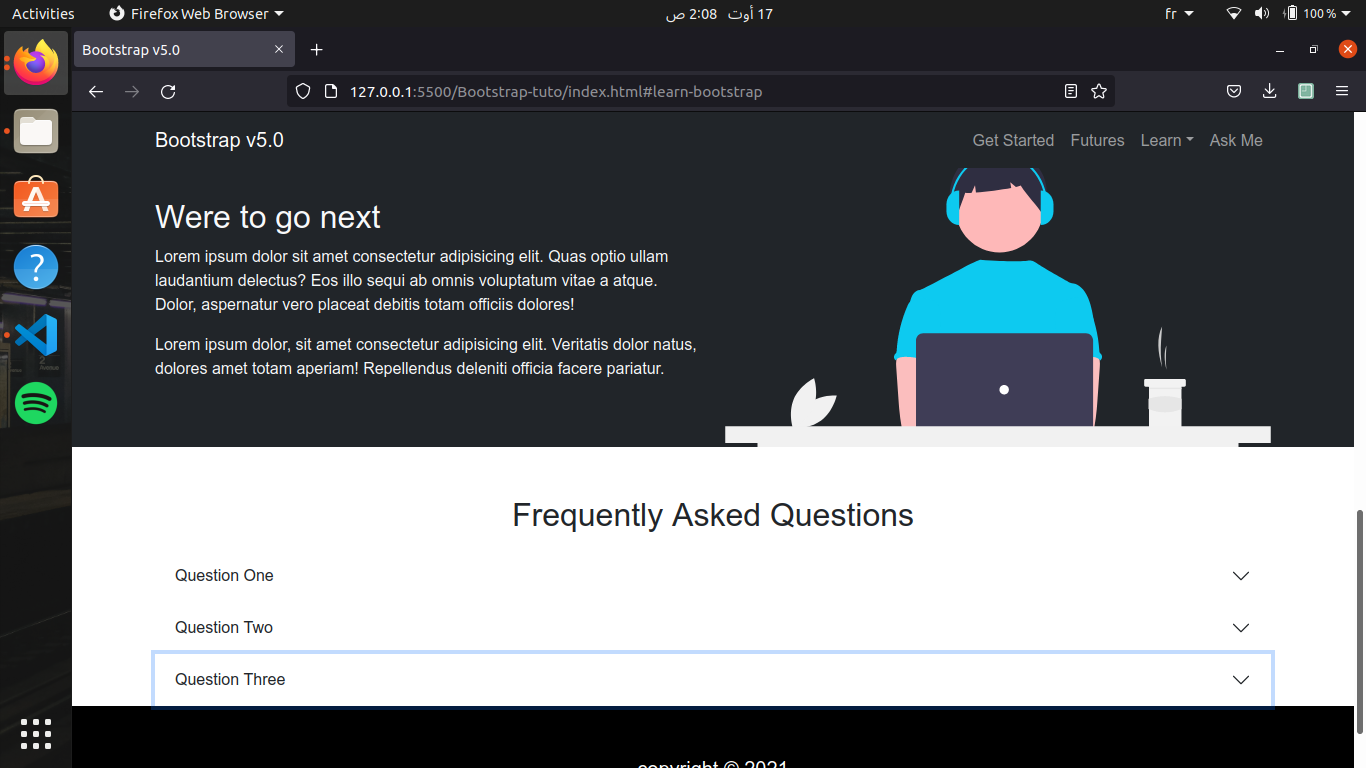 Activities Firefox Web Browser 17 أوت 2:08 ص fr 100 %
Bootstrap v5.0
127.0.0.1:5500/Bootstrap-tuto/index.html#learn-bootstrap
Bootstrap v5.0 Get Started Futures Learn Ask Me
Were to go next
Lorem ipsum dolor sit amet consectetur adipisicing elit. Quas optio ullam
laudantium delectus? Eos illo sequi ab omnis voluptatum vitae a atque.
Dolor, aspernatur vero placeat debitis totam officiis dolores!
Lorem ipsum dolor, sit amet consectetur adipisicing elit. Veritatis dolor natus,
dolores amet totam aperiam! Repellendus deleniti officia facere pariatur.
Frequently Asked Questions
Question One
Question Two
Question Three
copyright © 2021